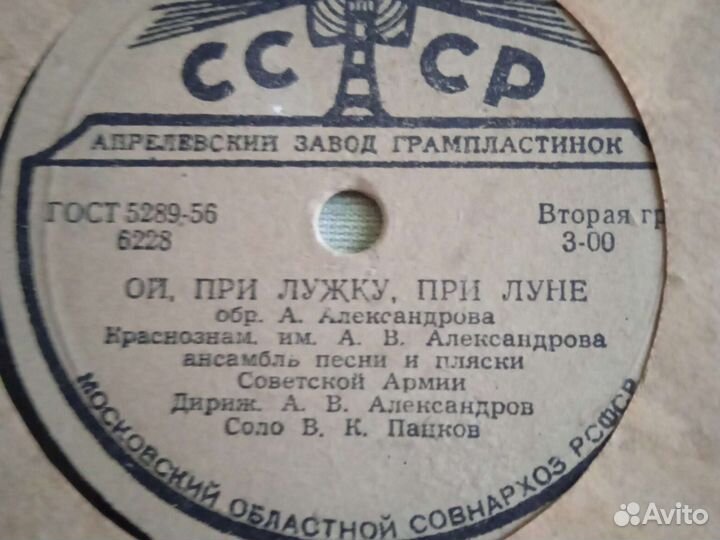 СССР
АПРЕЛЕВСКИЙ ЗАВОД ГРАМПЛАСТИНОК
ГОСТ 5289-56
6228
Вторая гр
3-00
ОЙ, ПРИ ЛУЖКУ, ПРИ ЛУНЕ
обр. А. Александрова
Краснознам. им. А. В. Александрова
ансамбль песни и пляски
Советской Армии
Дириж. А. В. Александров
Соло В. К. Пацков
МОСКОВСКИЙ ОБЛАСТНОЙ СОВНАРХОЗ РСФСР
Avito